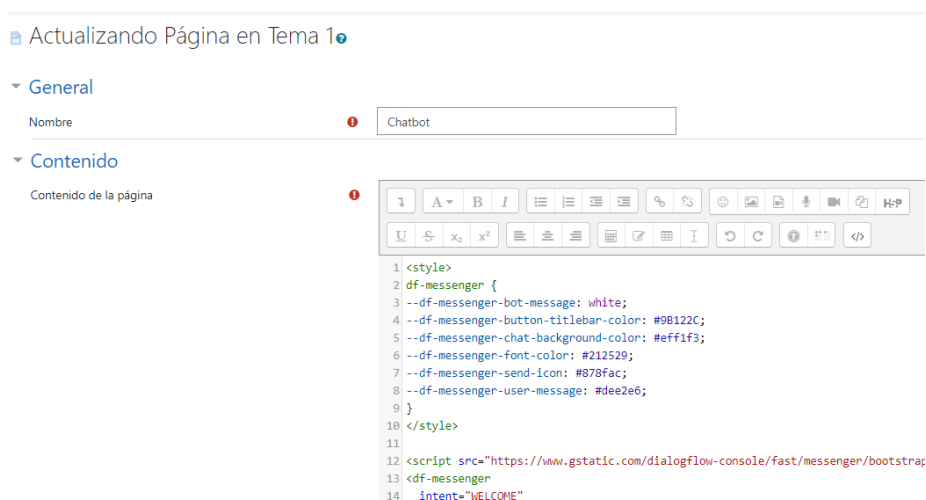 Actualizando Página en Tema 1
General
Nombre
Chatbot
Contenido
Contenido de la página
A B I H5P
U S x₂ x²
1 <style>
2 df-messenger {
3 --df-messenger-bot-message: white;
4 --df-messenger-button-titlebar-color: #9B122C;
5 --df-messenger-chat-background-color: #eff1f3;
6 --df-messenger-font-color: #212529;
7 --df-messenger-send-icon: #878fac;
8 --df-messenger-user-message: #dee2e6;
9 }
10 </style>
11
12 <script src="https://www.gstatic.com/dialogflow-console/fast/messenger/bootstrap
13 <df-messenger
14 intent="WELCOME"